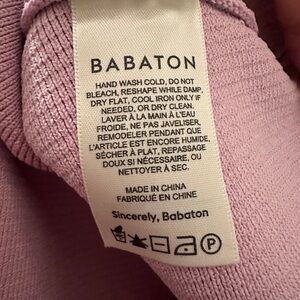 BABATON
HAND WASH COLD, DO NOT
BLEACH, RESHAPE WHILE DAMP,
DRY FLAT, COOL IRON ONLY IF
NEEDED, OR DRY CLEAN.
LAVER À LA MAIN À L'EAU
FROIDE, NE PAS JAVELISER,
REMODELER PENDANT QUE
L'ARTICLE EST ENCORE HUMIDE,
SÉCHER À PLAT, REPASSAGE
DOUX SI NÉCESSAIRE, OU
NETTOYER À SEC.
MADE IN CHINA
FABRIQUÉ EN CHINE
Sincerely, Babaton
P